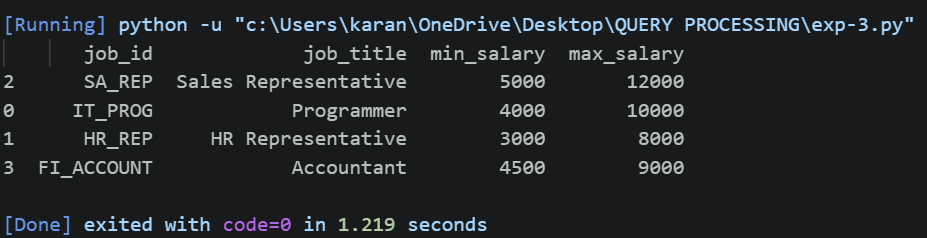 [Running] python -u "c:\Users\karan\OneDrive\Desktop\QUERY PROCESSING\exp-3.py"
job_id job_title min_salary max_salary
2 SA_REP Sales Representative 5000 12000
0 IT_PROG Programmer 4000 10000
1 HR_REP HR Representative 3000 8000
3 FI_ACCOUNT Accountant 4500 9000
[Done] exited with code=0 in 1.219 seconds